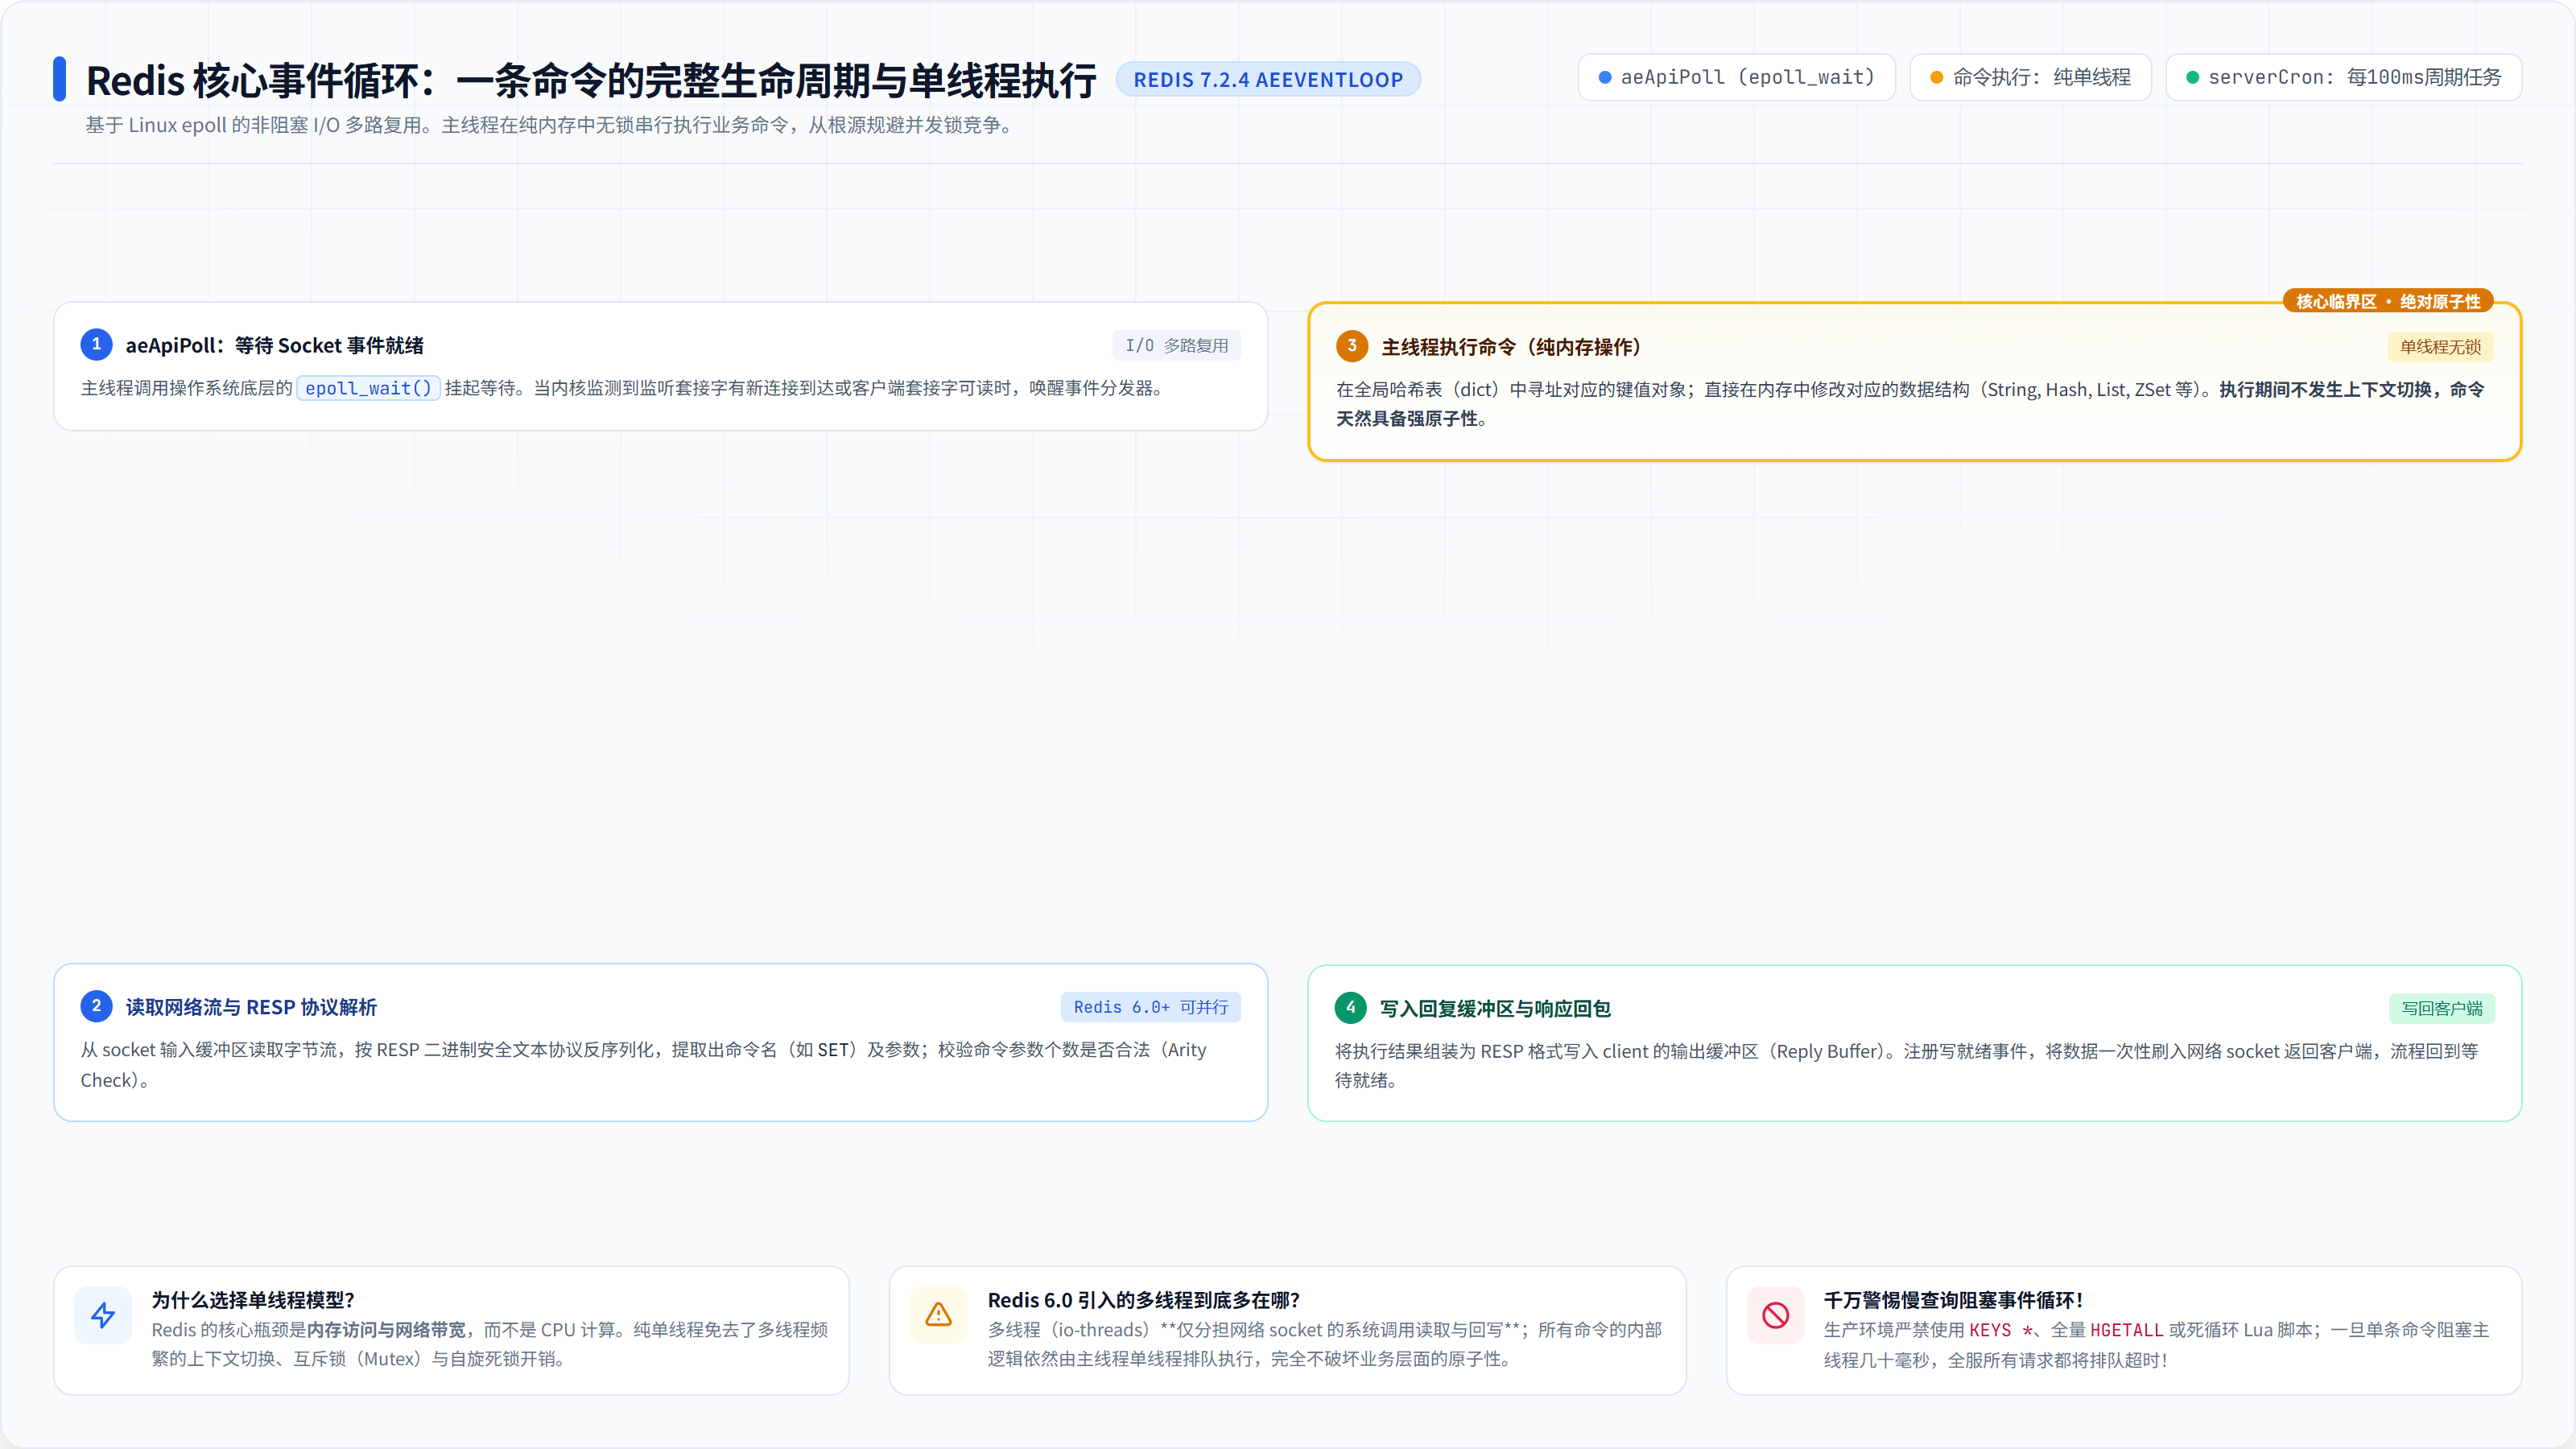 Redis 核心事件循环：一条命令的完整生命周期与单线程执行
REDIS 7.2.4 AEEVENTLOOP
aeApiPoll (epoll_wait)
命令执行: 纯单线程
serverCron: 每100ms周期任务
基于 Linux epoll 的非阻塞 I/O 多路复用。主线程在纯内存中无锁串行执行业务命令，从根源规避并发锁竞争。
1
aeApiPoll：等待 Socket 事件就绪
I/O 多路复用
主线程调用操作系统底层的 epoll_wait() 挂起等待。当内核监测到监听套接字有新连接到达或客户端套接字可读时，唤醒事件分发器。
核心临界区 · 绝对原子性
3
主线程执行命令（纯内存操作）
单线程无锁
在全局哈希表（dict）中寻址对应的键值对象；直接在内存中修改对应的数据结构（String, Hash, List, ZSet 等）。执行期间不发生上下文切换，命令
天然具备强原子性。
2
读取网络流与 RESP 协议解析
Redis 6.0+ 可并行
从 socket 输入缓冲区读取字节流，按 RESP 二进制安全文本协议反序列化，提取出命令名（如 SET）及参数；校验命令参数个数是否合法（Arity
Check）。
4
写入回复缓冲区与响应回包
写回客户端
将执行结果组装为 RESP 格式写入 client 的输出缓冲区（Reply Buffer）。注册写就绪事件，将数据一次性刷入网络 socket 返回客户端，流程回到等
待就绪。
为什么选择单线程模型？
Redis 的核心瓶颈是内存访问与网络带宽，而不是 CPU 计算。纯单线程免去了多线程频
繁的上下文切换、互斥锁（Mutex）与自旋死锁开销。
Redis 6.0 引入的多线程到底多在哪？
多线程（io-threads）**仅分担网络 socket 的系统调用读取与回写**；所有命令的内部
逻辑依然由主线程单线程排队执行，完全不破坏业务层面的原子性。
千万警惕慢查询阻塞事件循环！
生产环境严禁使用 KEYS *、全量 HGETALL 或死循环 Lua 脚本；一旦单条命令阻塞主
线程几十毫秒，全服所有请求都将排队超时！